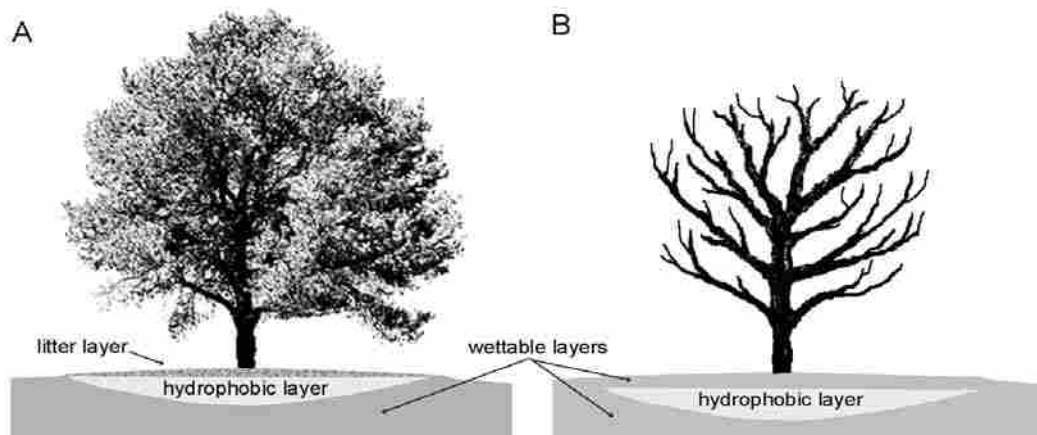 A
B
litter layer
wettable layers
hydrophobic layer
hydrophobic layer